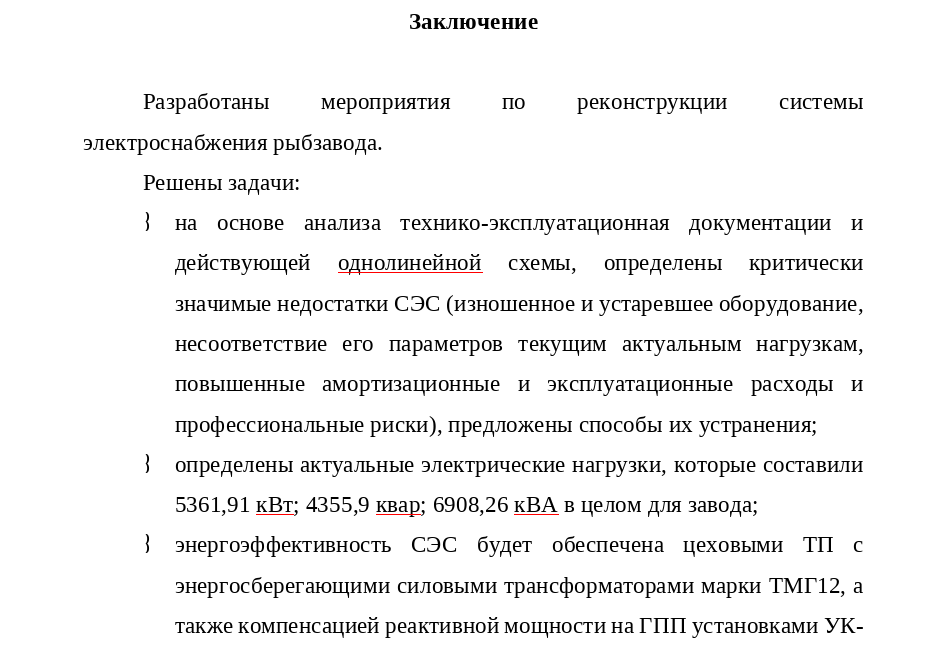 Заключение
Разработаны мероприятия по реконструкции системы
электроснабжения рыбзавода.
Решены задачи:
на основе анализа технико-эксплуатационная документации и
действующей однолинейной схемы, определены критически
значимые недостатки СЭС (изношенное и устаревшее оборудование,
несоответствие его параметров текущим актуальным нагрузкам,
повышенные амортизационные и эксплуатационные расходы и
профессиональные риски), предложены способы их устранения;
определены актуальные электрические нагрузки, которые составили
5361,91 кВт; 4355,9 квар; 6908,26 кВА в целом для завода;
энергоэффективность СЭС будет обеспечена цеховыми ТП с
энергосберегающими силовыми трансформаторами марки ТМГ12, а
также компенсацией реактивной мощности на ГПП установками УК-